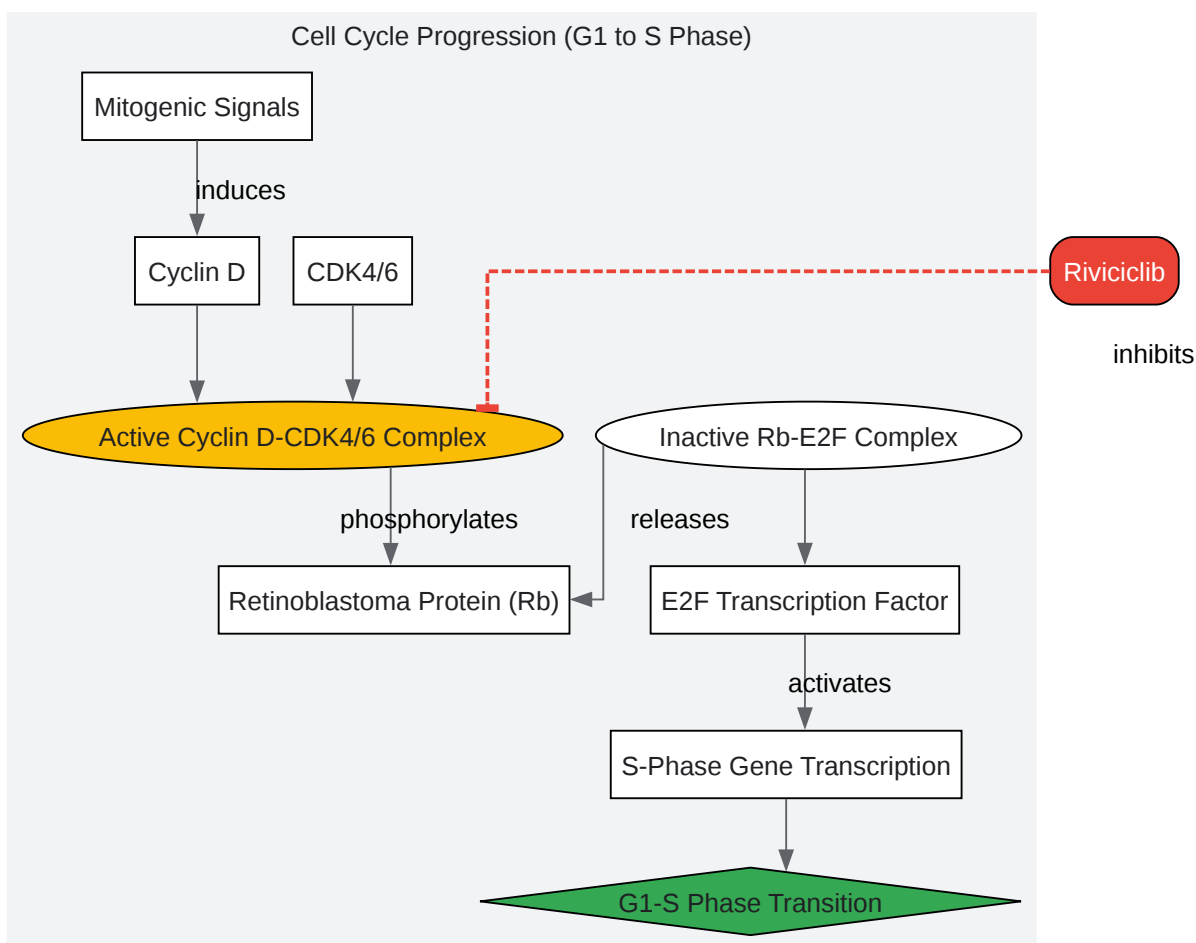 Cell Cycle Progression (G1 to S Phase)
Mitogenic Signals
induces
Cyclin D
CDK4/6
Riviciclib
inhibits
Active Cyclin D-CDK4/6 Complex
Inactive Rb-E2F Complex
phosphorylates
releases
Retinoblastoma Protein (Rb)
E2F Transcription Factor
activates
S-Phase Gene Transcription
G1-S Phase Transition